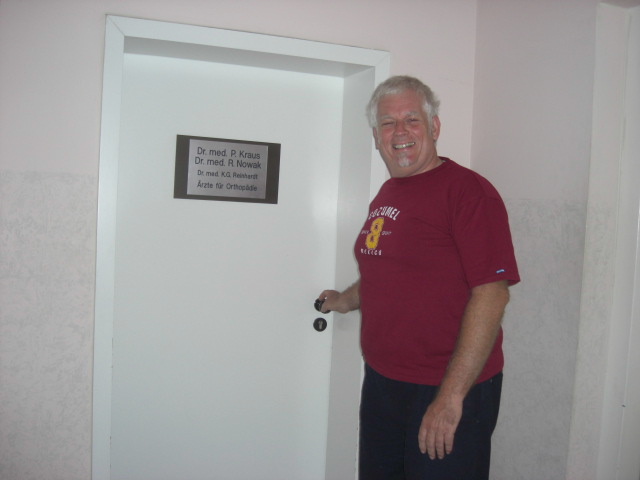 Dr. med. P. Kraus
Dr. med. R. Nowak
Dr. med. K.G. Reinhardt
Ärzte für Orthopädie
COZUMEL
8
MEXICO